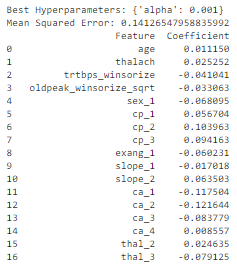 Best Hyperparameters: {'alpha': 0.001}
Mean Squared Error: 0.14126547958835992
Feature Coefficient
0 age 0.011150
1 thalach 0.025252
2 trtbps_winsorize -0.041041
3 oldpeak_winsorize_sqrt -0.033063
4 sex_1 -0.068095
5 cp_1 0.056704
6 cp_2 0.103963
7 cp_3 0.094163
8 exang_1 -0.060231
9 slope_1 -0.017018
10 slope_2 0.063503
11 ca_1 -0.117504
12 ca_2 -0.121644
13 ca_3 -0.083779
14 ca_4 0.008557
15 thal_2 0.024635
16 thal_3 -0.079125